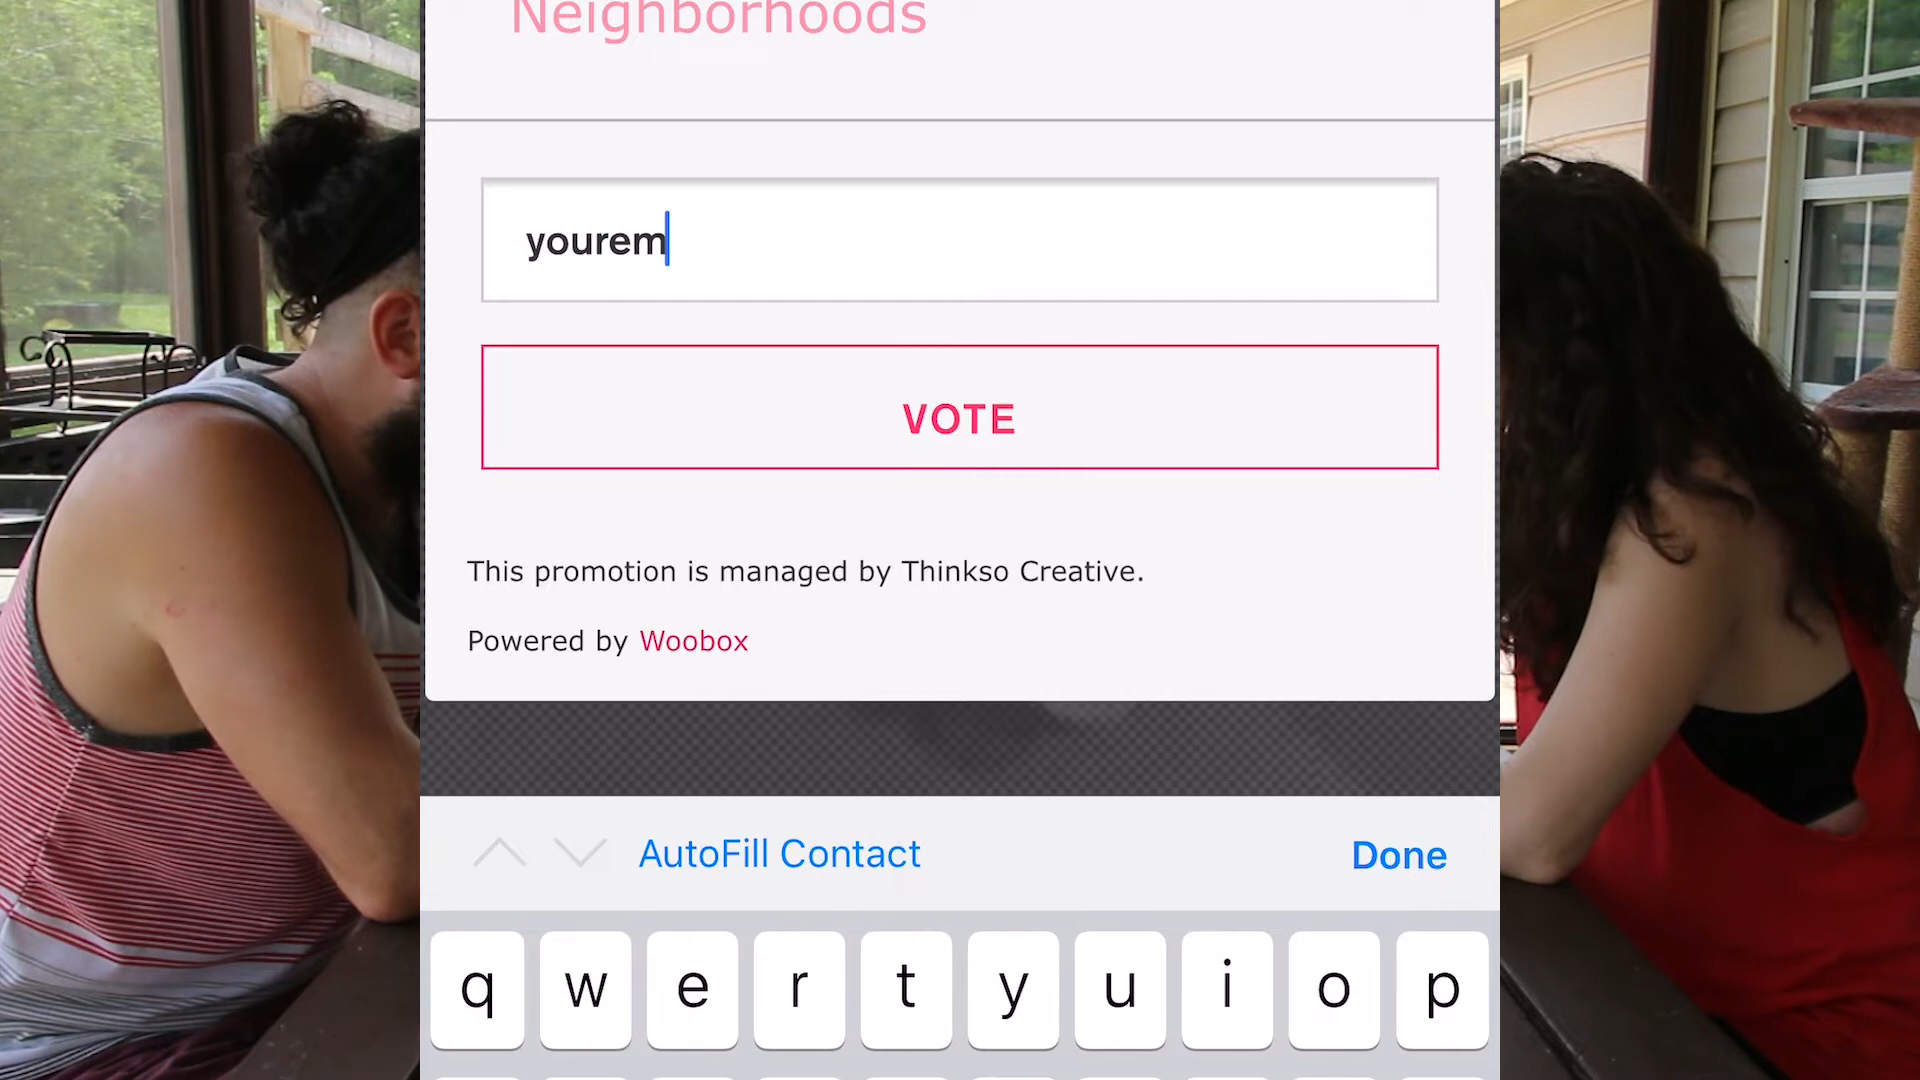 Neighborhoods
yourem
VOTE
This promotion is managed by Thinkso Creative.
Powered by Woobox
AutoFill Contact
Done
q w e r t y u i o p